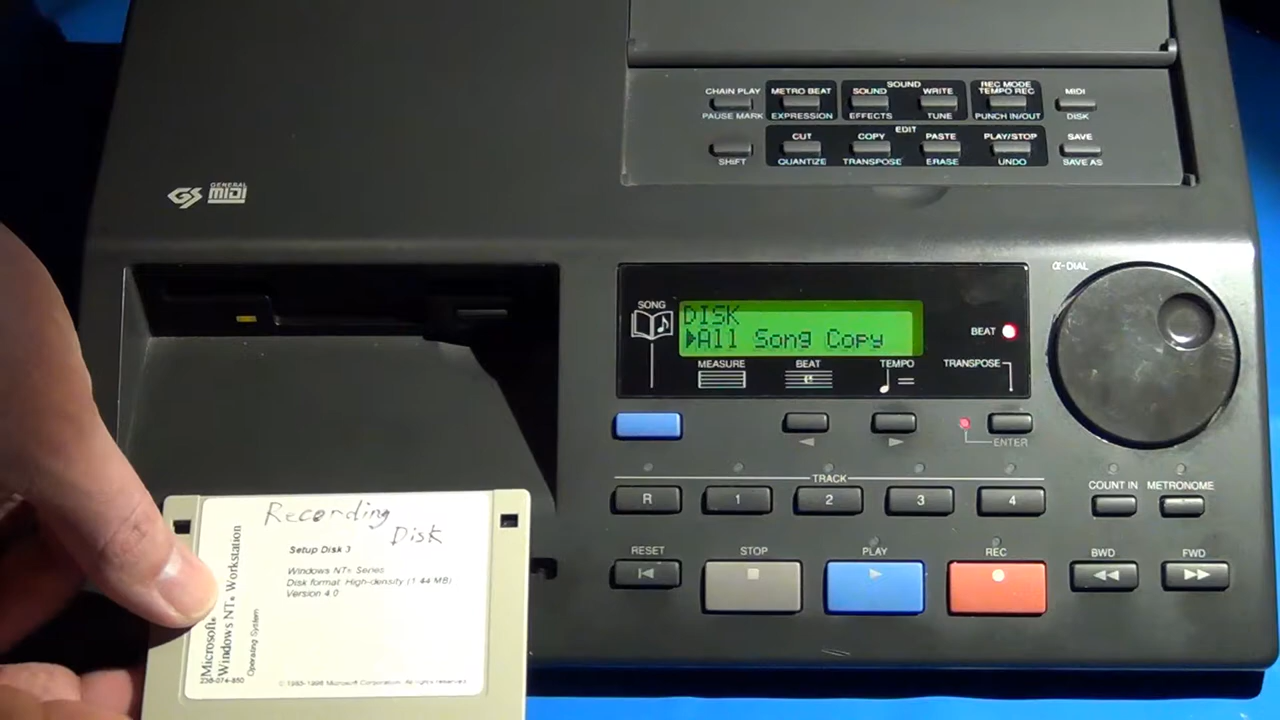 CHAIN PLAY
PAUSE MARK
METRO BEAT
EXPRESSION
SOUND
SOUND
EFFECTS
WRITE
TUNE
REC MODE
TEMPO REC
PUNCH IN/OUT
MIDI
DISK
SHIFT
EDIT
CUT
QUANTIZE
COPY
TRANSPOSE
PASTE
ERASE
PLAY/STOP
UNDO
SAVE
SAVE AS
GS
GENERAL
MIDI
α-DIAL
SONG
DISK
All Song Copy
BEAT
MEASURE
BEAT
TEMPO
TRANSPOSE
ENTER
TRACK
R
1
2
3
4
COUNT IN
METRONOME
RESET
STOP
PLAY
REC
BWD
FWD
Recording
Disk
Setup Disk 3
Windows NT® Series
Disk format: High-density (1.44 MB)
Version 4.0
Microsoft®
Windows NT® Workstation
Operating System
236-074-850
© 1985-1996 Microsoft Corporation. All rights reserved.